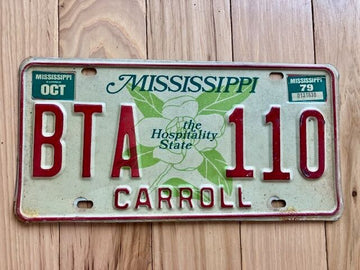 MISSISSIPPI
OCT
MISSISSIPPI
MISSISSIPPI
79
the
Hospitality
State
BTA 110
CARROLL